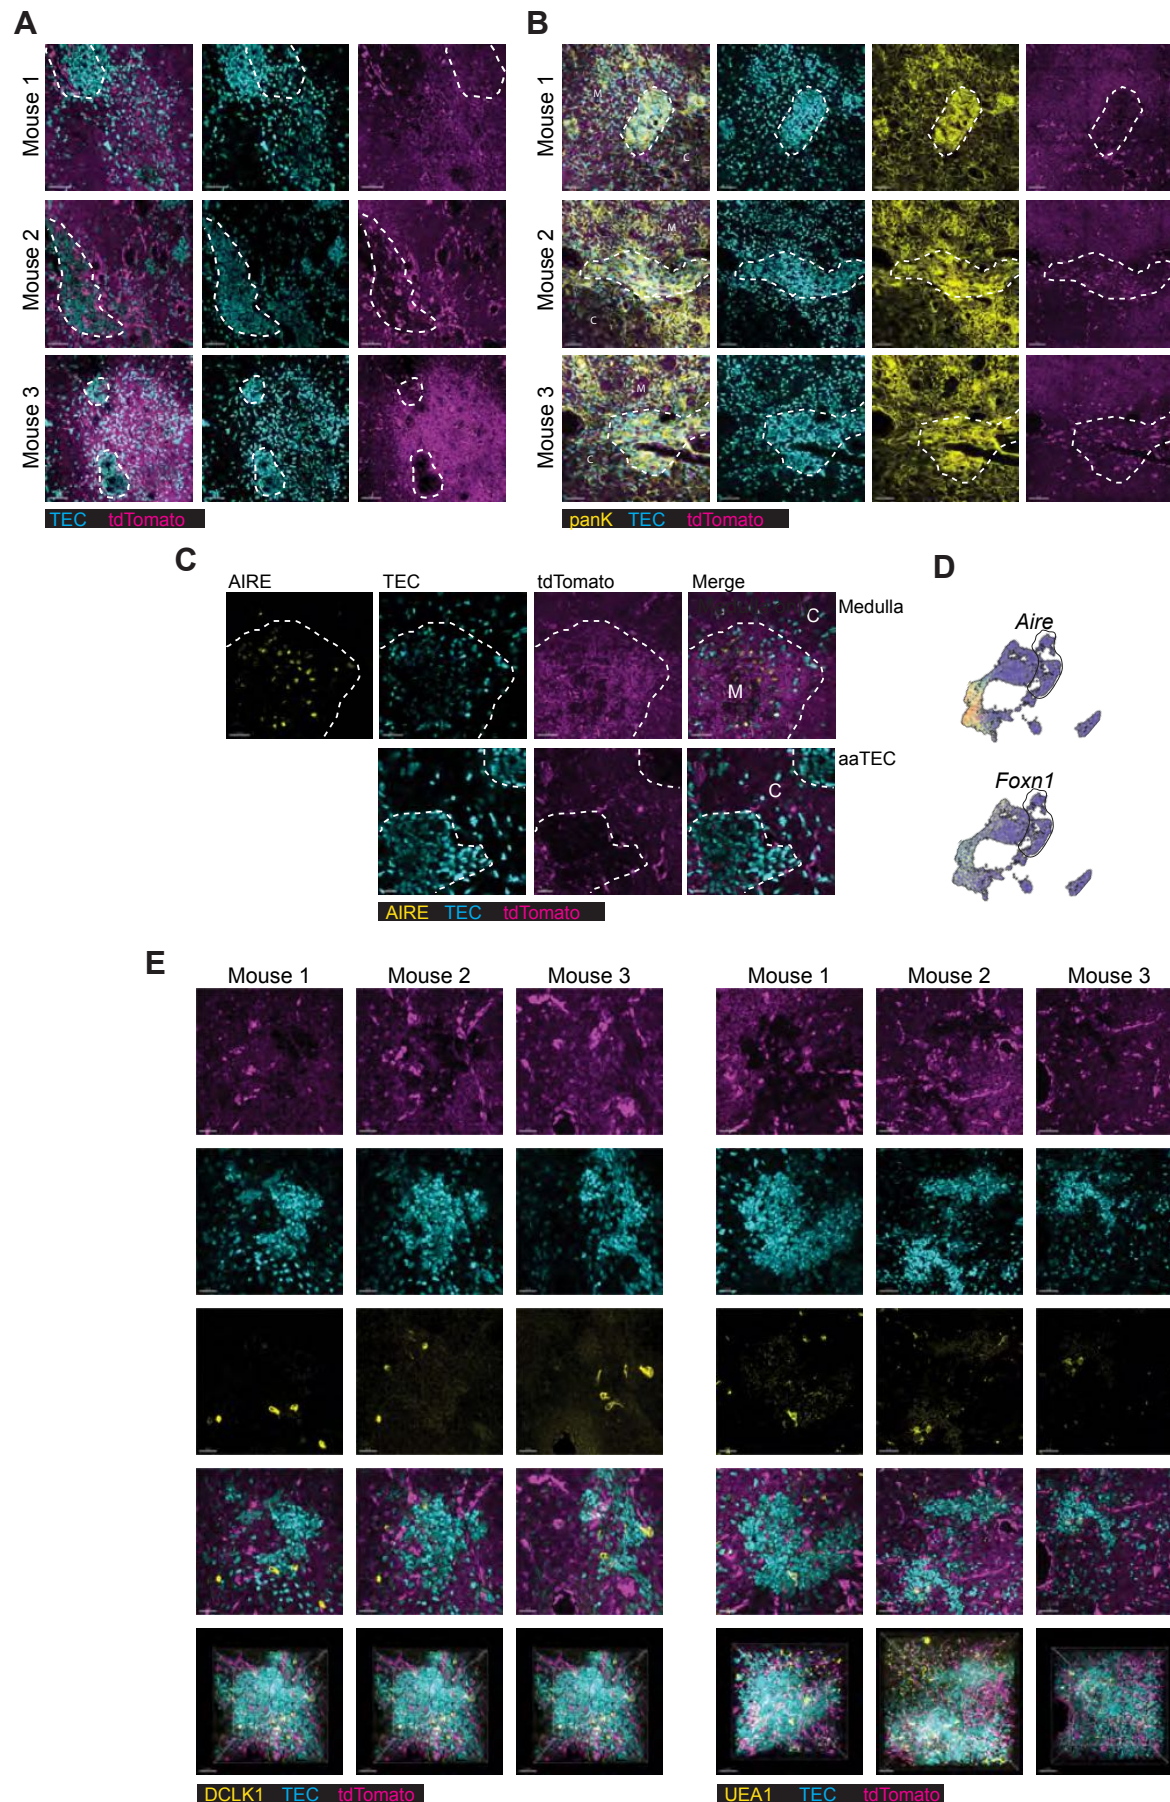 A
B
Mouse 1
Mouse 2
Mouse 3
TEC tdTomato
Mouse 1
Mouse 2
Mouse 3
M
C
M
C
M
C
panK TEC tdTomato
C
AIRE TEC tdTomato Merge
Medulla
C
M
aaTEC
C
AIRE TEC tdTomato
D
Aire
Foxn1
E
Mouse 1 Mouse 2 Mouse 3 Mouse 1 Mouse 2 Mouse 3
DCLK1 TEC tdTomato
UEA1 TEC tdTomato